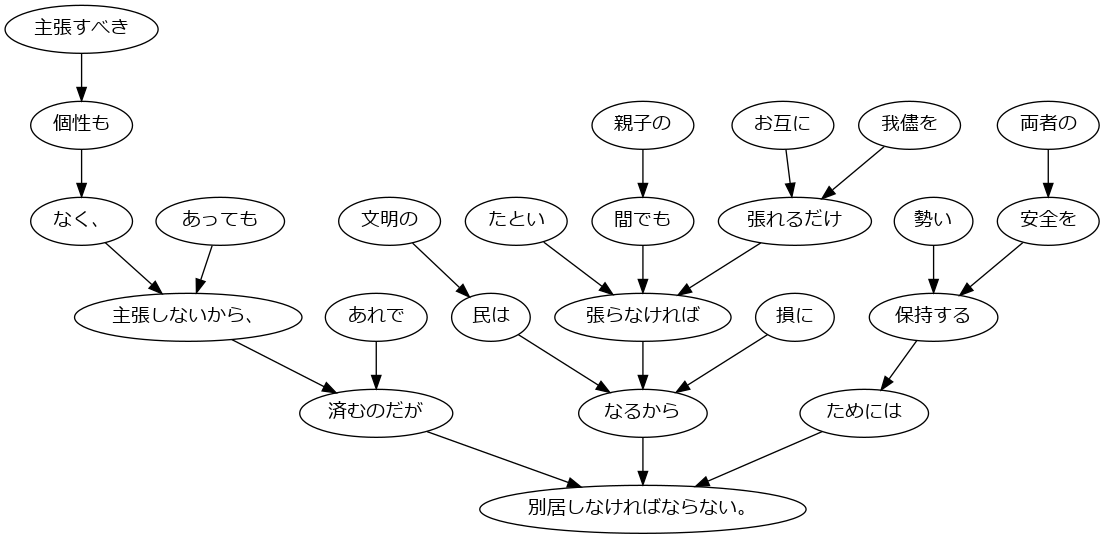 主張すべき
個性も
親子の
お互に
我儘を
両者の
なく、
あっても
文明の
たとい
間でも
張れるだけ
勢い
安全を
主張しないから、
あれで
民は
張らなければ
損に
保持する
済むのだが
なるから
ためには
別居しなければならない。